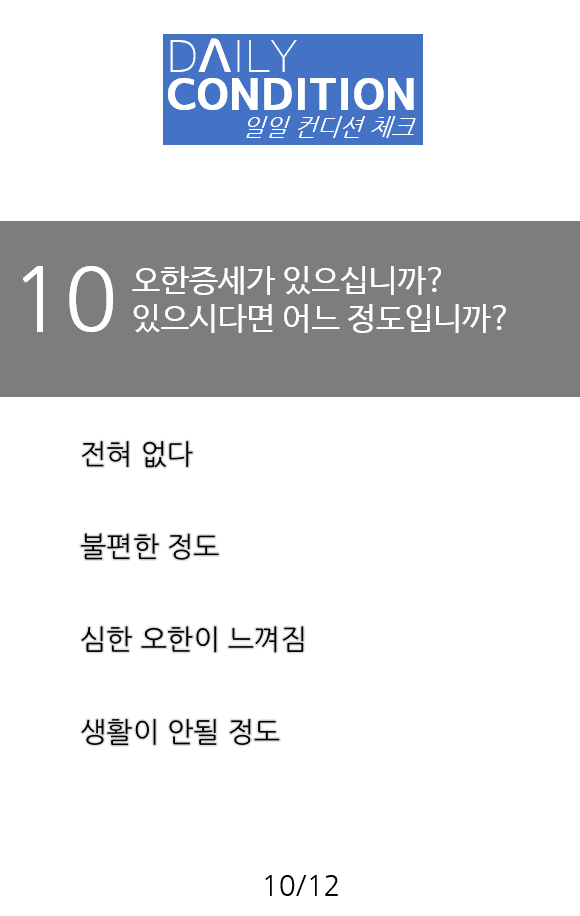 DAILY
CONDITION
일일 컨디션 체크
10 오한증세가 있으십니까?
있으시다면 어느 정도입니까?
전혀 없다
불편한 정도
심한 오한이 느껴짐
생활이 안될 정도
10/12